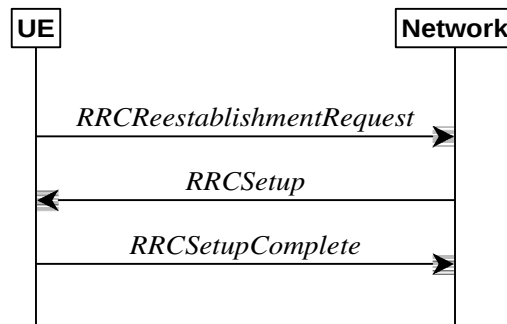 UE
Network
RRCReestablishmentRequest
RRCSetup
RRCSetupComplete